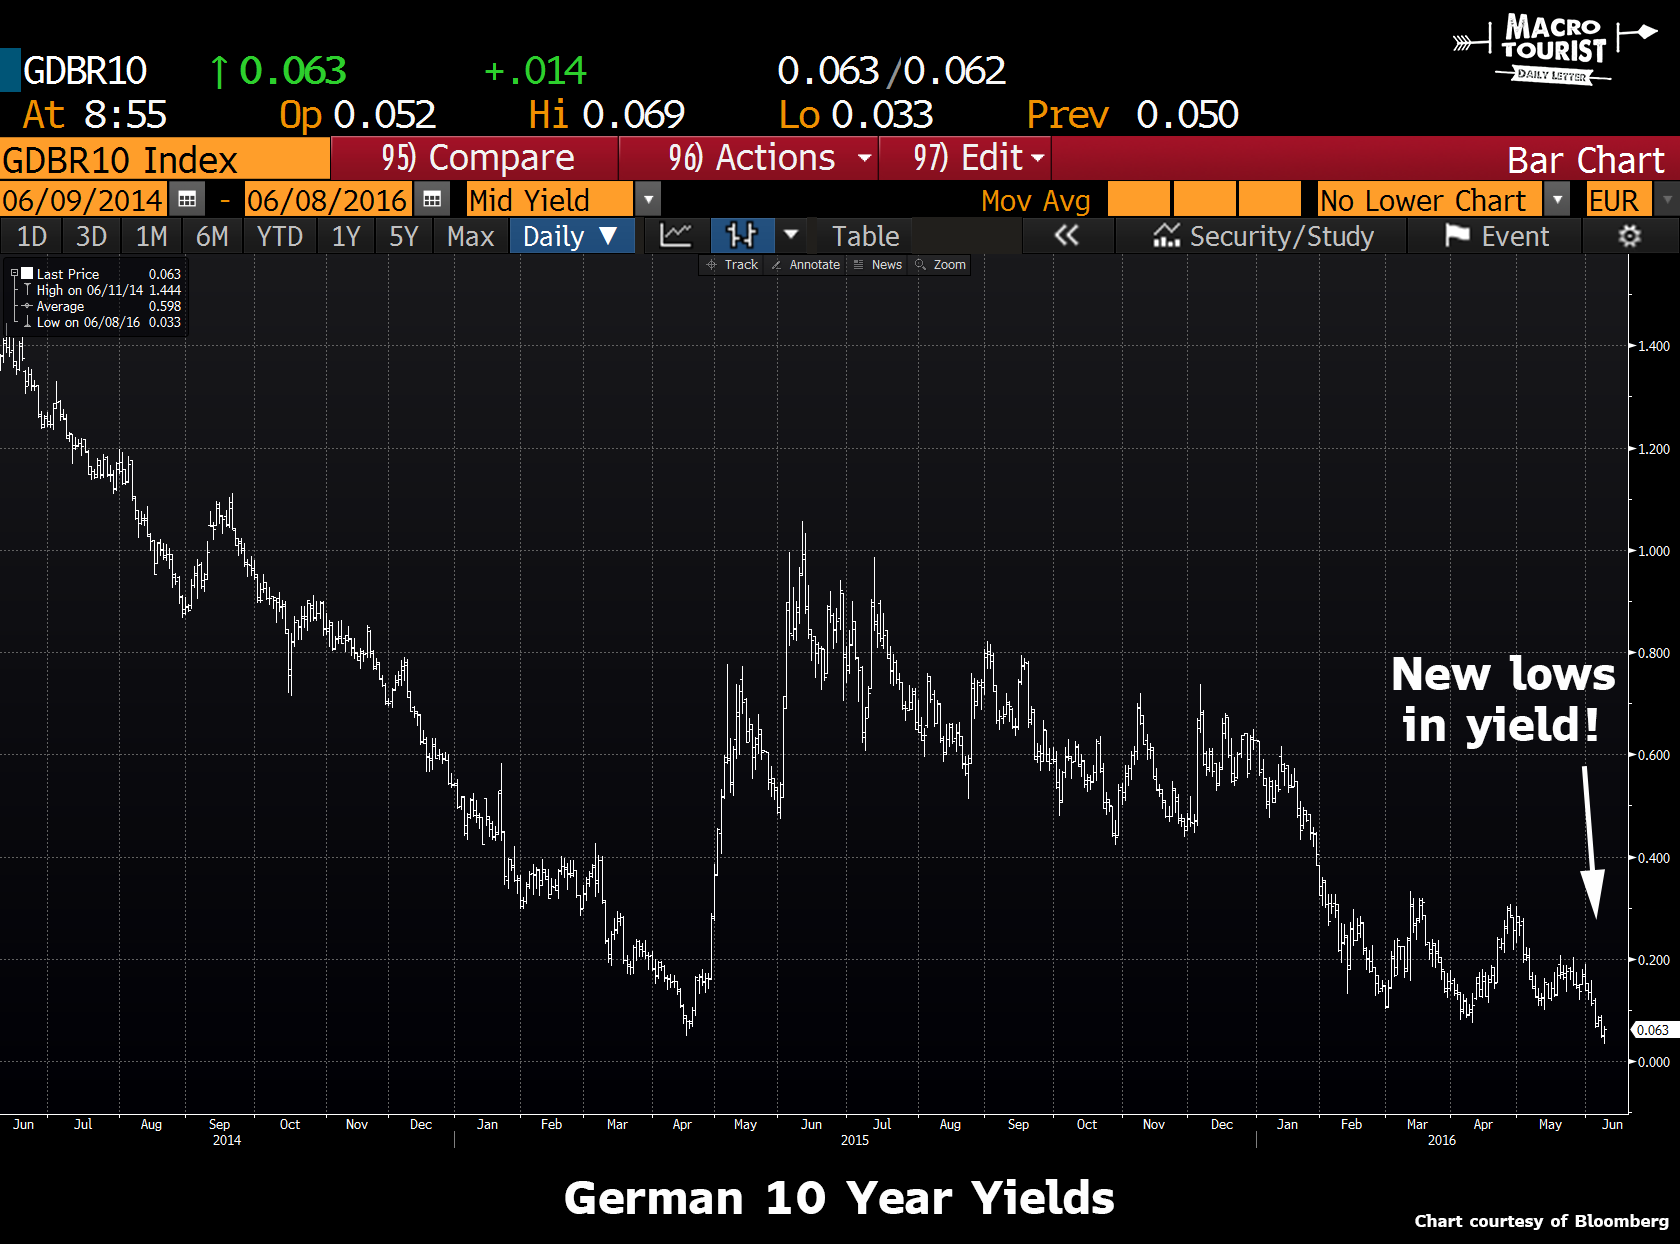 MACRO
TOURIST
DAILY LETTER
GDBR10 ↑ 0.063 +.014 0.063/0.062
At 8:55 Op 0.052 Hi 0.069 Lo 0.033 Prev 0.050
GDBR10 Index 95) Compare 96) Actions 97) Edit Bar Chart
06/09/2014 - 06/08/2016 Mid Yield Mov Avg No Lower Chart EUR
1D 3D 1M 6M YTD 1Y 5Y Max Daily ▼ Table « Security/Study Event
Track Annotate News Zoom
Last Price 0.063
High on 06/11/14 1.444
Average 0.598
Low on 06/08/16 0.033
1.400
1.200
1.000
0.800
New lows
in yield!
0.600
0.400
0.200
0.063
0.000
Jun Jul Aug Sep Oct Nov Dec Jan Feb Mar Apr May Jun Jul Aug Sep Oct Nov Dec Jan Feb Mar Apr May Jun
2014 2015 2016
German 10 Year Yields
Chart courtesy of Bloomberg